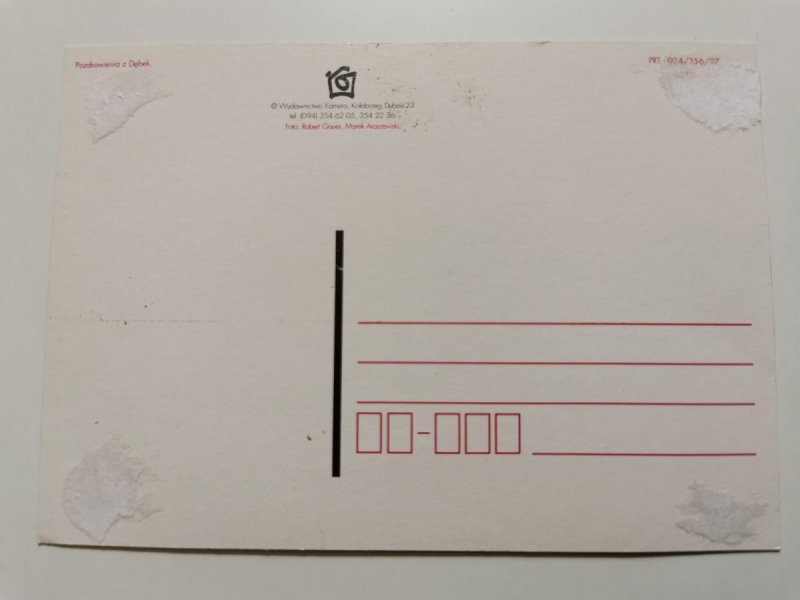 Pozdrowienia z Dębek.
PRT 024/356/97
© Wydawnictwo Kamera, Kołobrzeg, Dębiss 23
tel. (094) 354 62 05, 354 22 36
Foto: Robert Gauer, Marek Araszewski